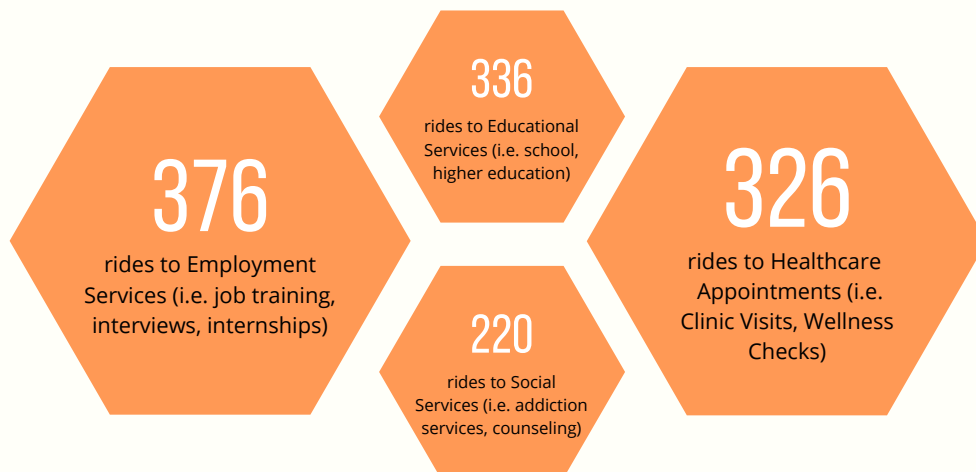 376
rides to Employment
Services (i.e. job training,
interviews, internships)
336
rides to Educational
Services (i.e. school,
higher education)
220
rides to Social
Services (i.e. addiction
services, counseling)
326
rides to Healthcare
Appointments (i.e.
Clinic Visits, Wellness
Checks)